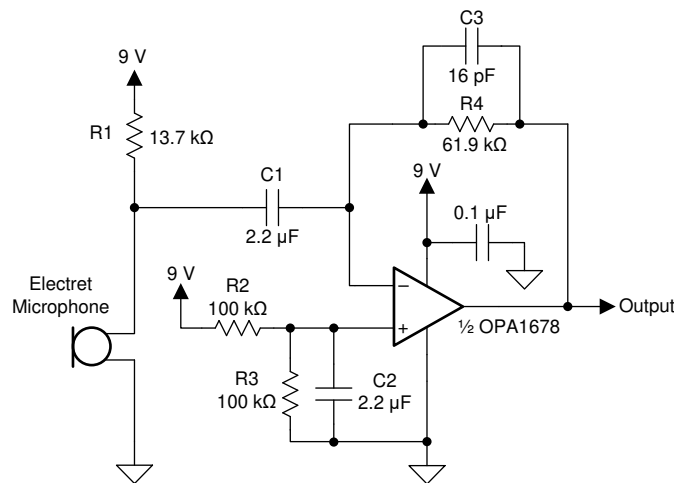 C3
16 pF
R4
61.9 kΩ
9 V
R1
13.7 kΩ
C1
2.2 µF
9 V
0.1 µF
Electret
Microphone
9 V
R2
100 kΩ
−
+
½ OPA1678
Output
R3
100 kΩ
C2
2.2 µF